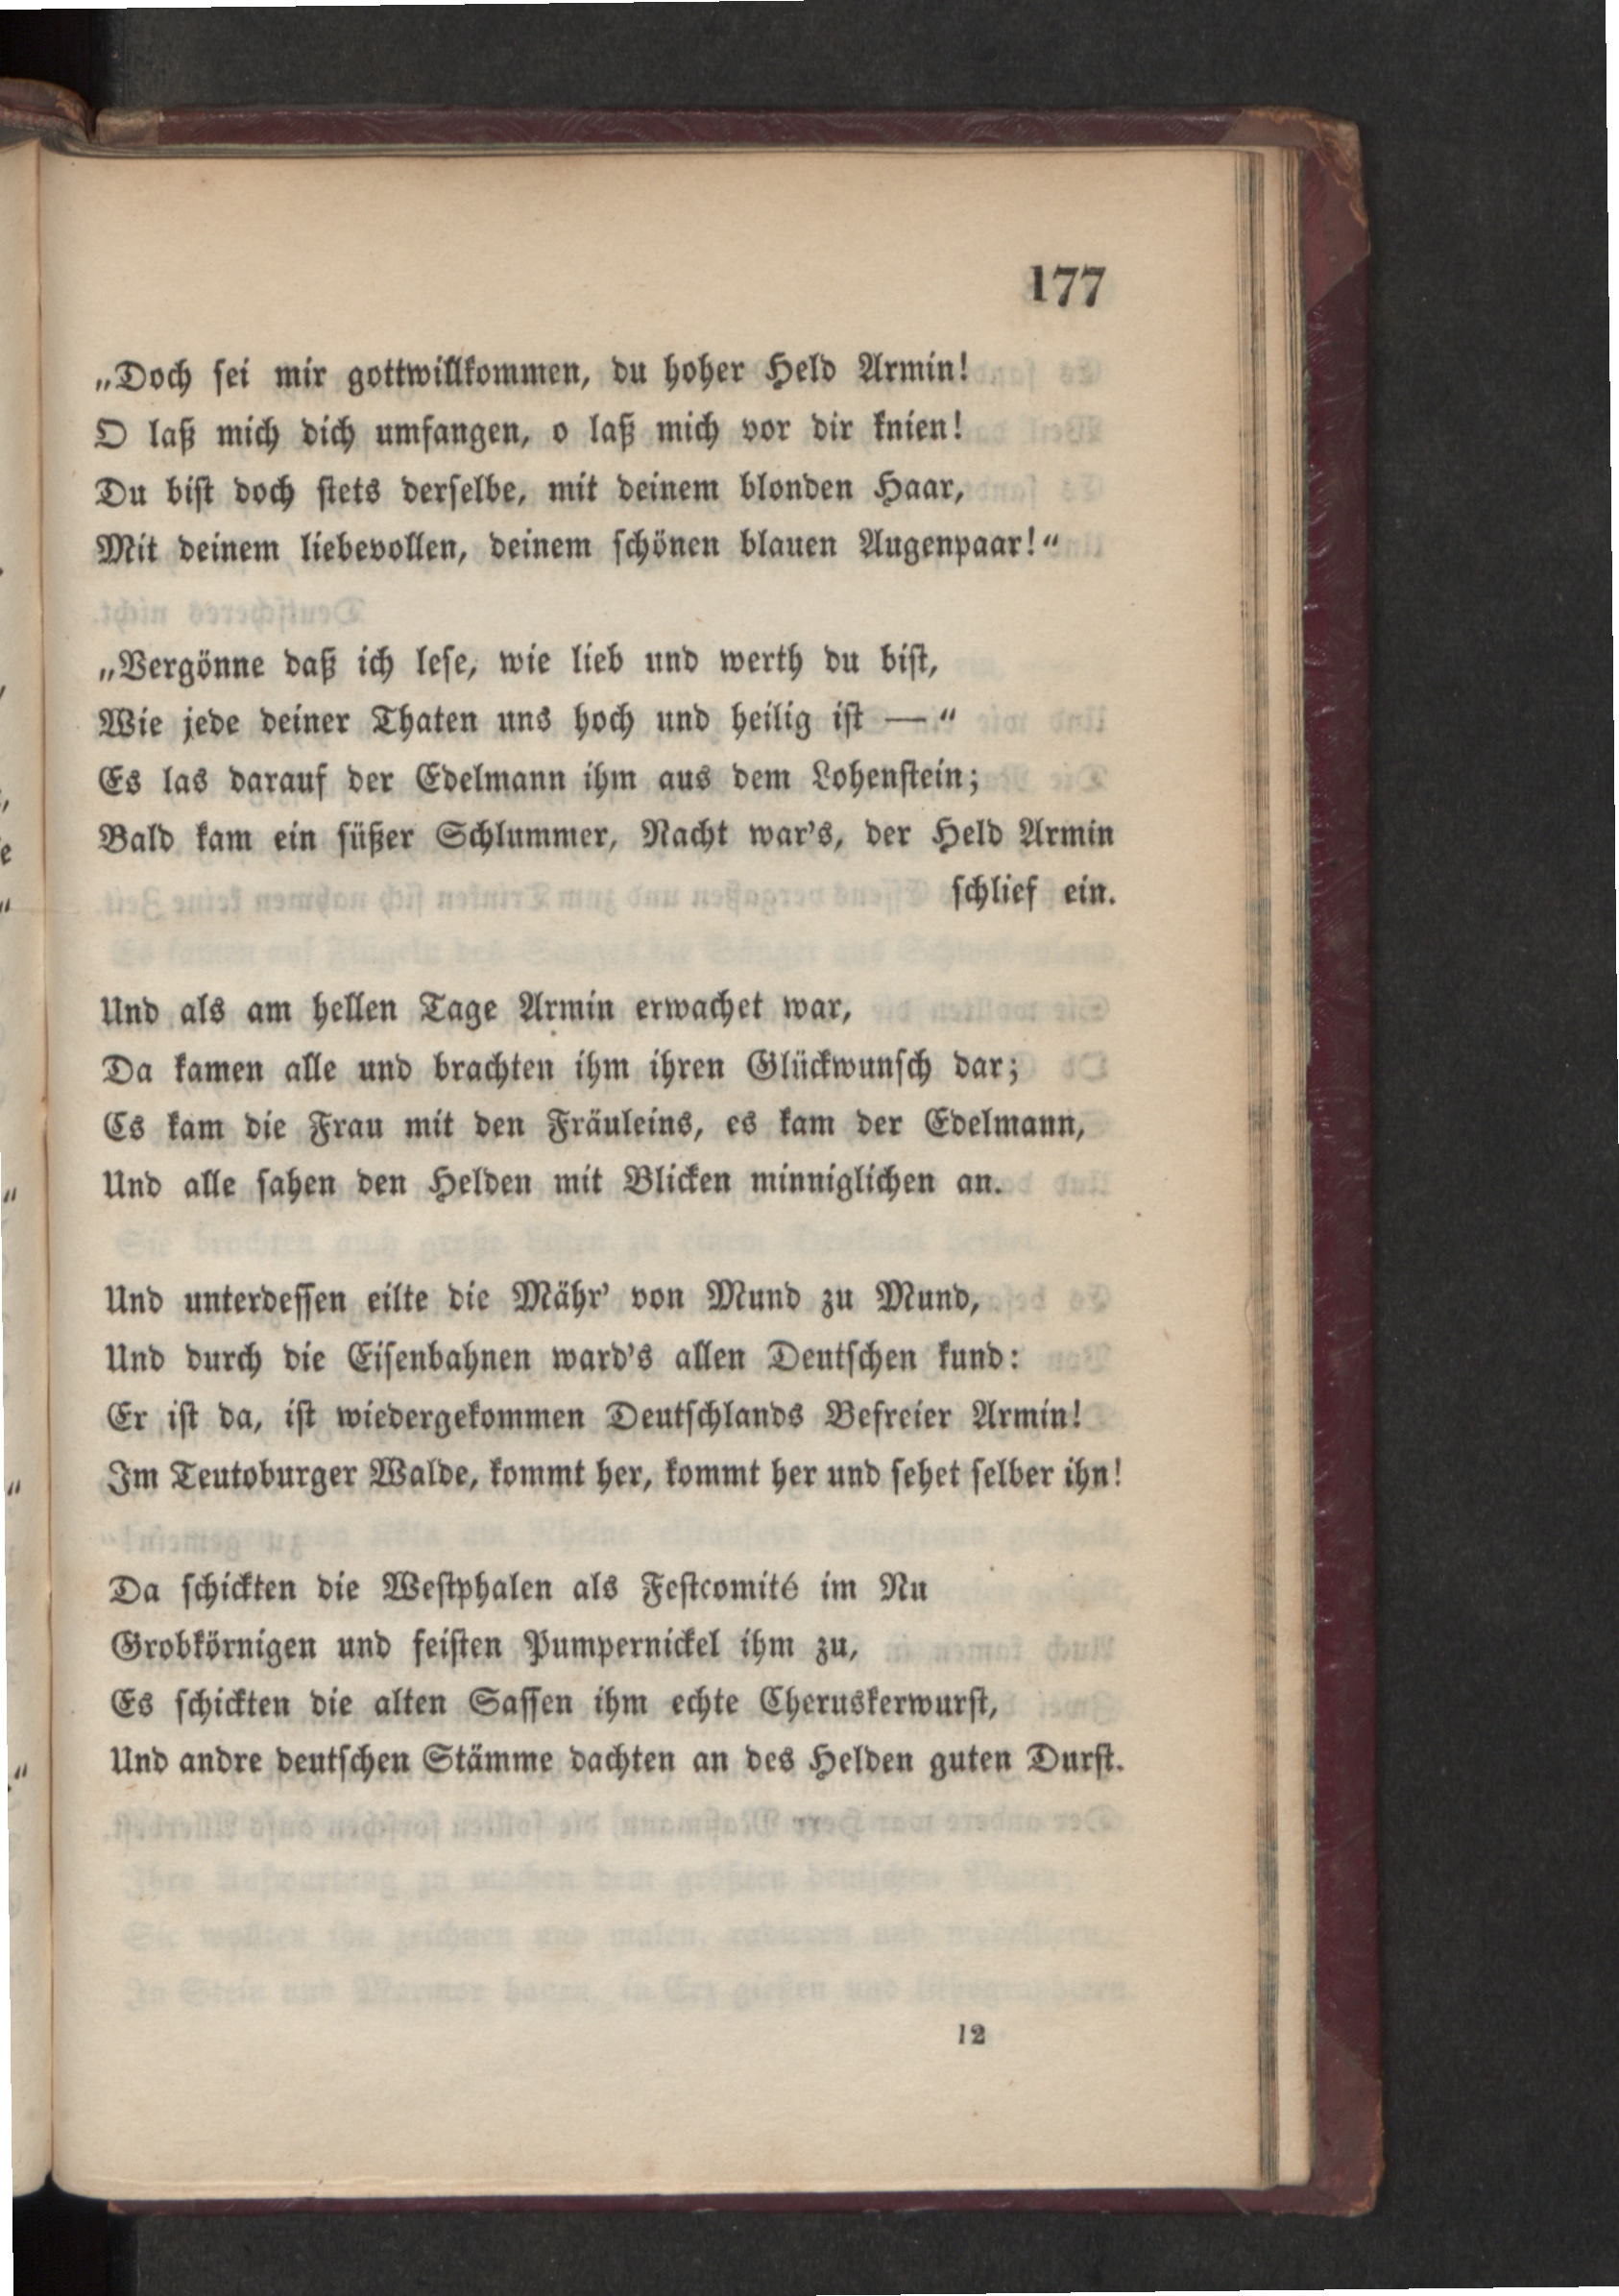 177
„Doch sei mir gottwillkommen, du hoher Held Armin!
O laß mich dich umfangen, o laß mich vor dir knien!
Du bist doch stets derselbe, mit deinem blonden Haar,
Mit deinem liebevollen, deinem schönen blauen Augenpaar!“
„Vergönne daß ich lese, wie lieb und werth du bist,
Wie jede deiner Thaten uns hoch und heilig ist — “
Es las darauf der Edelmann ihm aus dem Lohenstein;
Bald kam ein süßer Schlummer, Nacht war's, der Held Armin
schlief ein.
Und als am hellen Tage Armin erwachet war,
Da kamen alle und brachten ihm ihren Glückwunsch dar;
Es kam die Frau mit den Fräuleins, es kam der Edelmann,
Und alle sahen den Helden mit Blicken minniglichen an.
Und unterdessen eilte die Mähr' von Mund zu Mund,
Und durch die Eisenbahnen ward's allen Deutschen kund:
Er ist da, ist wiedergekommen Deutschlands Befreier Armin!
Im Teutoburger Walde, kommt her, kommt her und sehet selber ihn!
Da schickten die Westphalen als Festcomité im Nu
Grobkörnigen und feisten Pumpernickel ihm zu,
Es schickten die alten Sassen ihm echte Cheruskerwurst,
Und andre deutschen Stämme dachten an des Helden guten Durst.
12